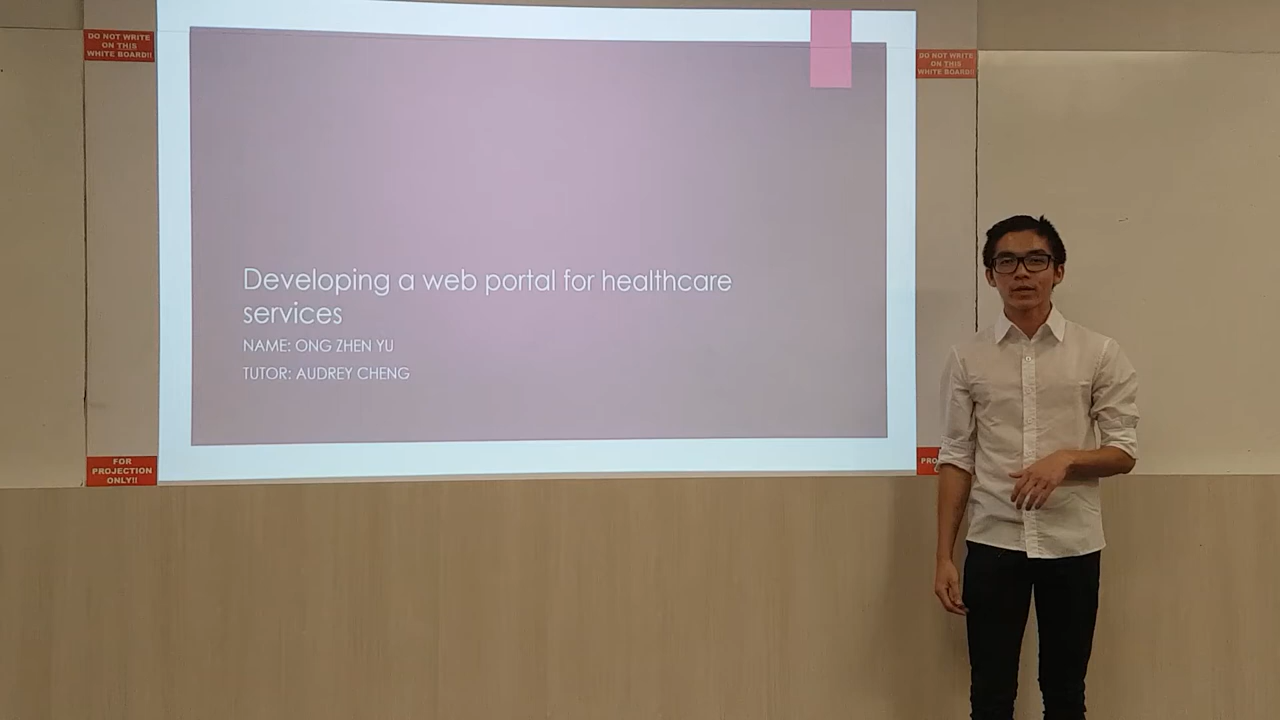 DO NOT WRITE
ON THIS
WHITE BOARD!!
DO NOT WRITE
ON THIS
WHITE BOARD!!
Developing a web portal for healthcare
services
NAME: ONG ZHEN YU
TUTOR: AUDREY CHENG
FOR
PROJECTION
ONLY!!
PRO